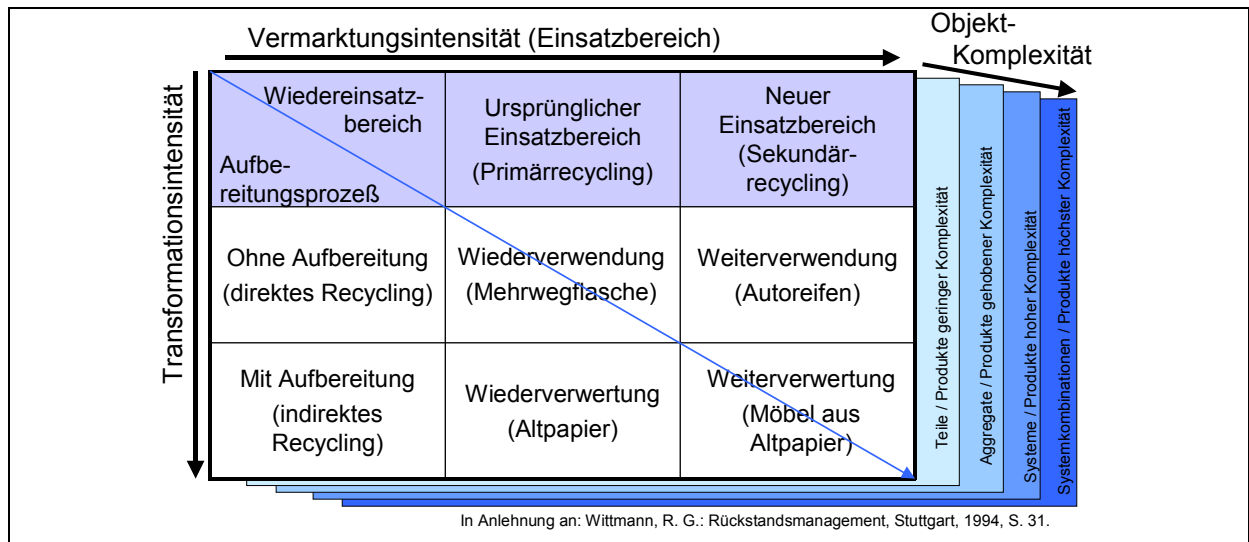 Vermarktungsintensität (Einsatzbereich)
Objekt-
Komplexität
Transformationsintensität
Wiedereinsatz-
bereich
Aufbe-
reitungsprozeß
Ursprünglicher
Einsatzbereich
(Primärrecycling)
Neuer
Einsatzbereich
(Sekundär-
recycling)
Ohne Aufbereitung
(direktes Recycling)
Wiederverwendung
(Mehrwegflasche)
Weiterverwendung
(Autoreifen)
Mit Aufbereitung
(indirektes
Recycling)
Wiederverwertung
(Altpapier)
Weiterverwertung
(Möbel aus
Altpapier)
Teile / Produkte geringer Komplexität
Aggregate / Produkte gehobener Komplexität
Systeme / Produkte hoher Komplexität
Systemkombinationen / Produkte höchster Komplexität
In Anlehnung an: Wittmann, R. G.: Rückstandsmanagement, Stuttgart, 1994, S. 31.